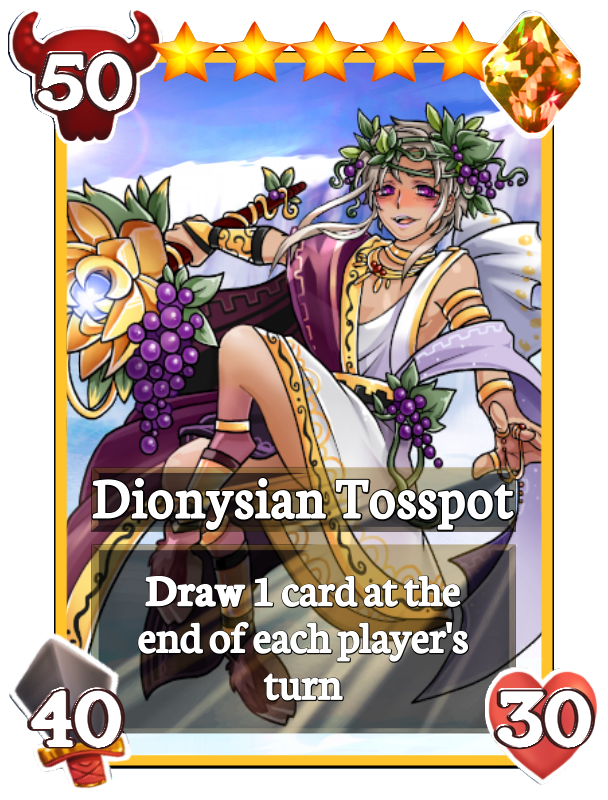 50
Dionysian Tosspot
Draw 1 card at the
end of each player's
turn
40
30